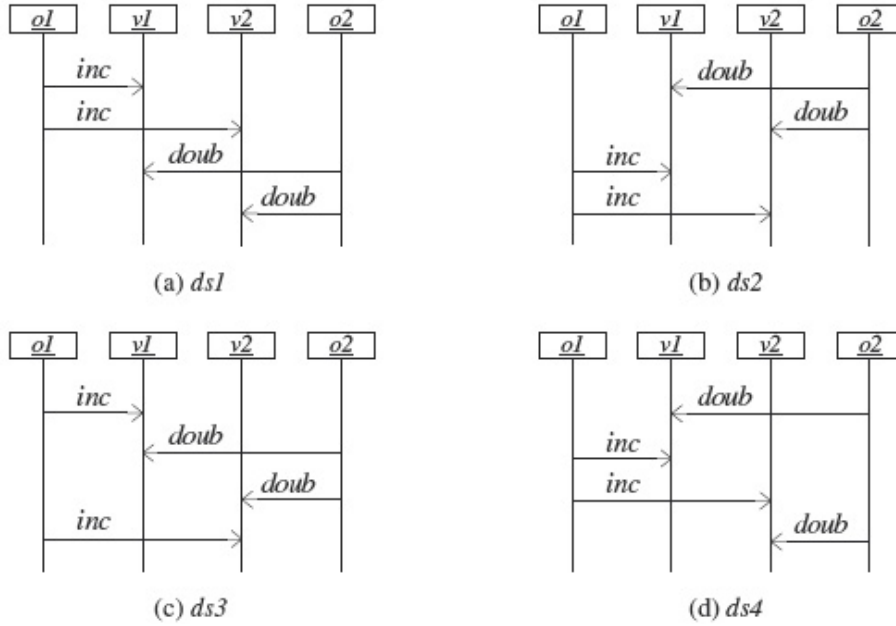 o1 v1 v2 o2
inc
inc
doub
doub
(a) ds1
o1 v1 v2 o2
doub
doub
inc
inc
(b) ds2
o1 v1 v2 o2
inc
doub
doub
inc
(c) ds3
o1 v1 v2 o2
doub
inc
inc
doub
(d) ds4